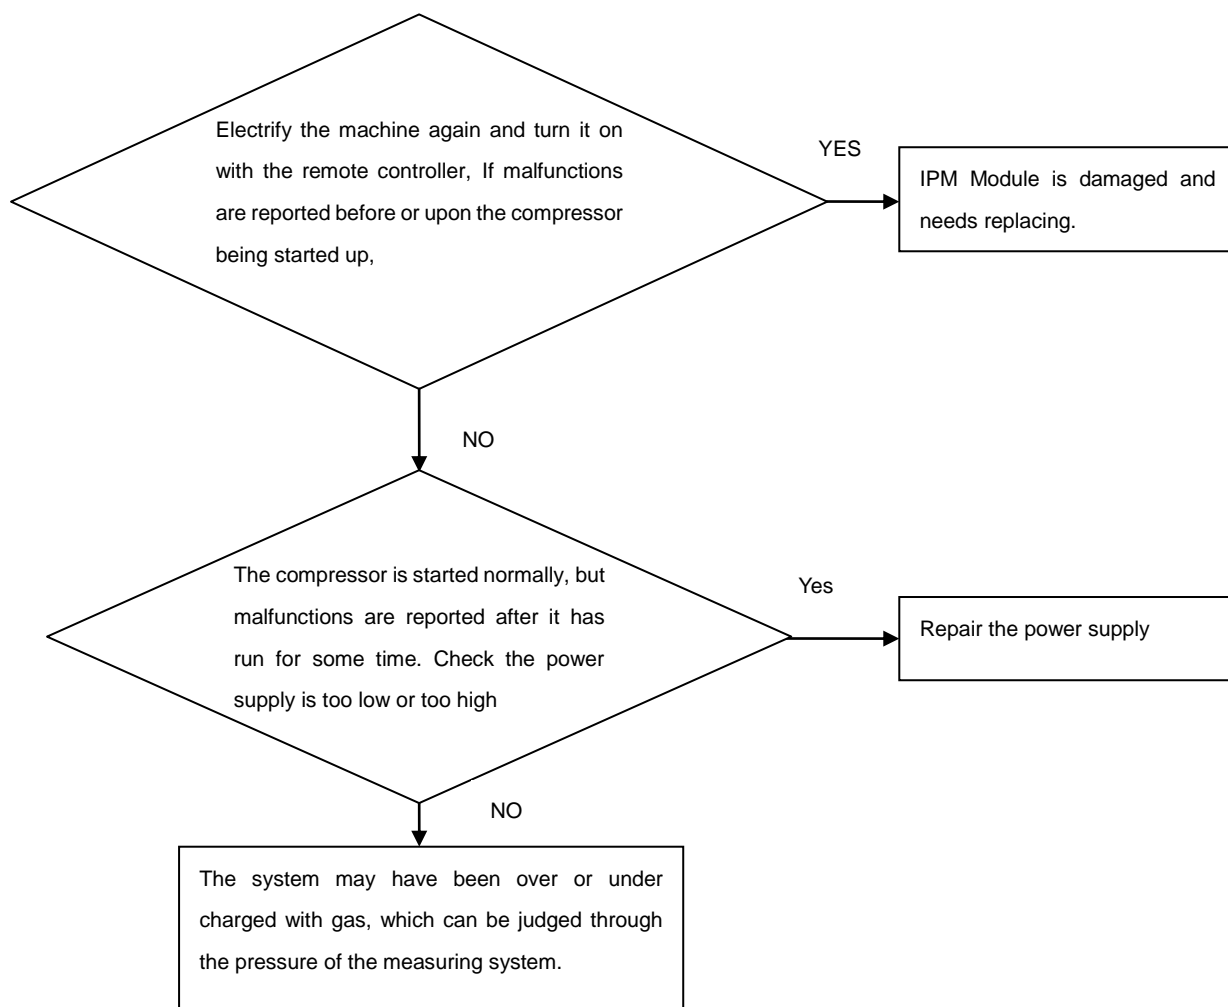 Electrify the machine again and turn it on
with the remote controller, If malfunctions
are reported before or upon the compressor
being started up,
YES
IPM Module is damaged and
needs replacing.
NO
The compressor is started normally, but
malfunctions are reported after it has
run for some time. Check the power
supply is too low or too high
Yes
Repair the power supply
NO
The system may have been over or under
charged with gas, which can be judged through
the pressure of the measuring system.